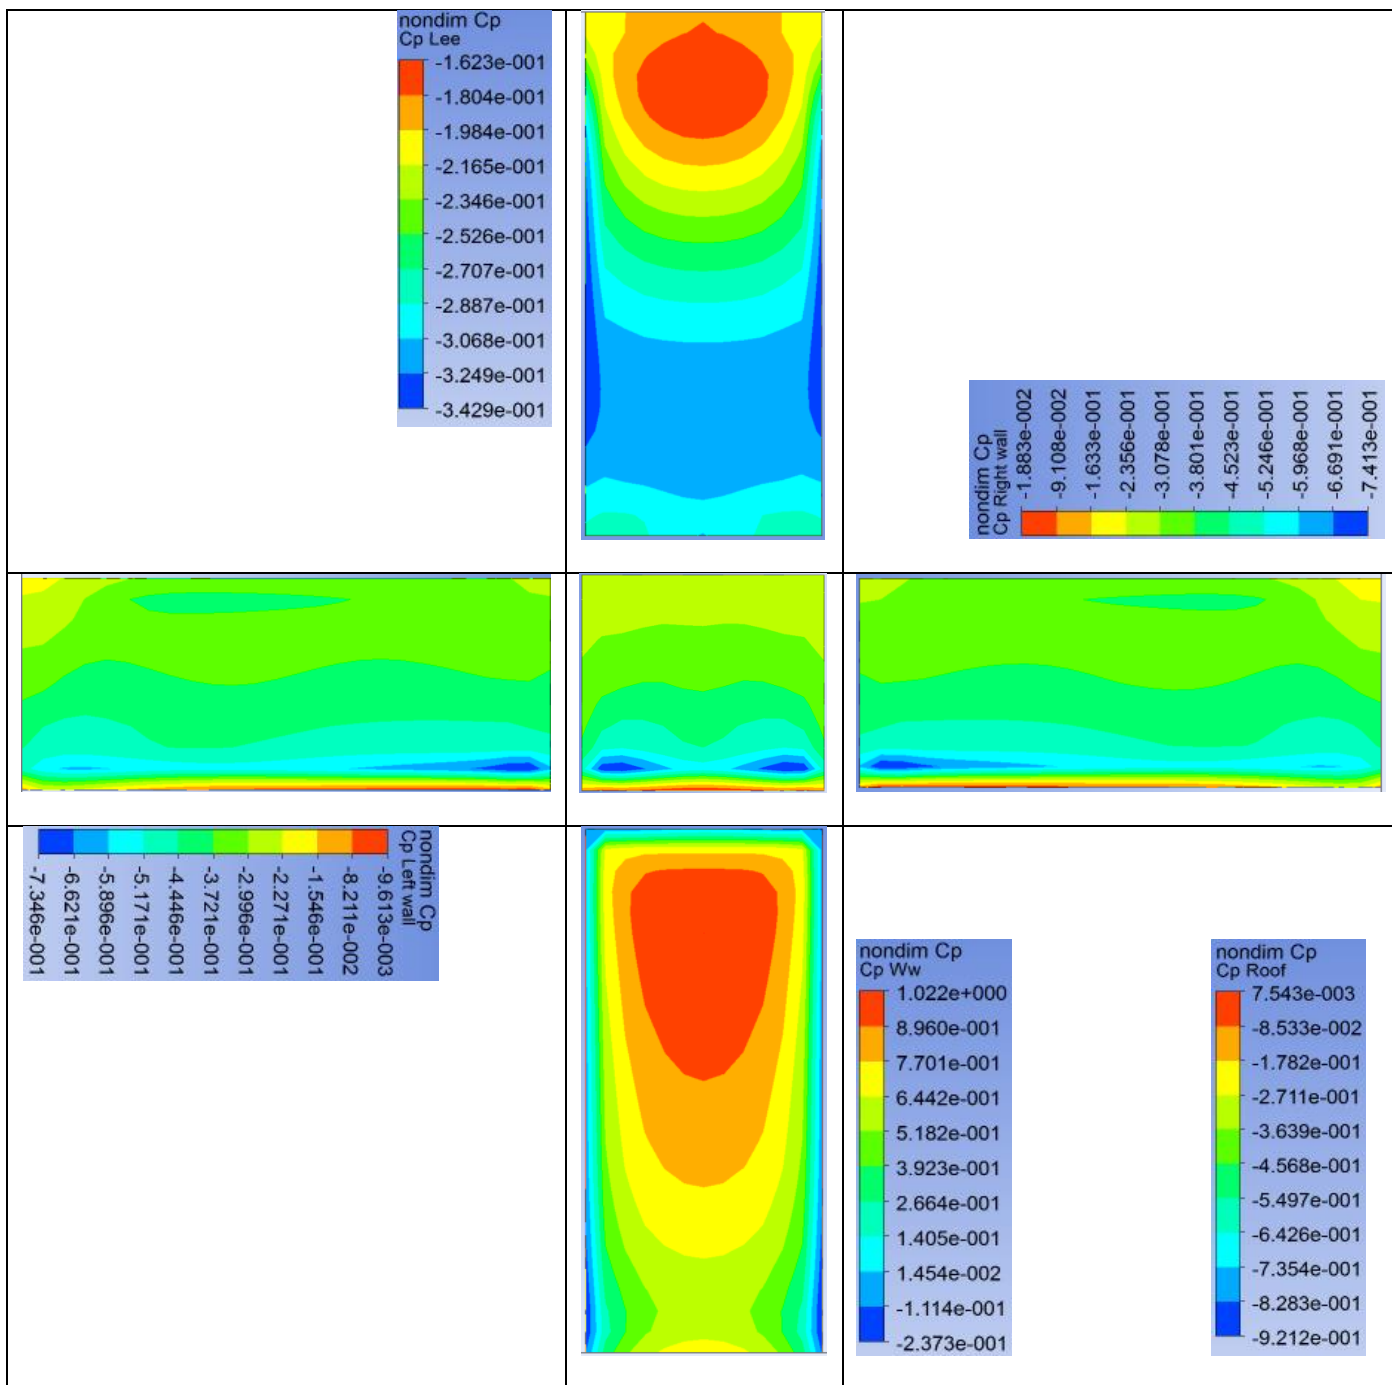 nondim Cp
Cp Lee
-1.623e-001
-1.804e-001
-1.984e-001
-2.165e-001
-2.346e-001
-2.526e-001
-2.707e-001
-2.887e-001
-3.068e-001
-3.249e-001
-3.429e-001
nondim Cp
Cp Right wall
-1.883e-002
-9.108e-002
-1.633e-001
-2.356e-001
-3.078e-001
-3.801e-001
-4.523e-001
-5.246e-001
-5.968e-001
-6.691e-001
-7.413e-001
nondim Cp
Cp Left wall
-9.613e-003
-8.211e-002
-1.546e-001
-2.271e-001
-2.996e-001
-3.721e-001
-4.446e-001
-5.171e-001
-5.896e-001
-6.621e-001
-7.346e-001
nondim Cp
Cp Ww
1.022e+000
8.960e-001
7.701e-001
6.442e-001
5.182e-001
3.923e-001
2.664e-001
1.405e-001
1.454e-002
-1.114e-001
-2.373e-001
nondim Cp
Cp Roof
7.543e-003
-8.533e-002
-1.782e-001
-2.711e-001
-3.639e-001
-4.568e-001
-5.497e-001
-6.426e-001
-7.354e-001
-8.283e-001
-9.212e-001